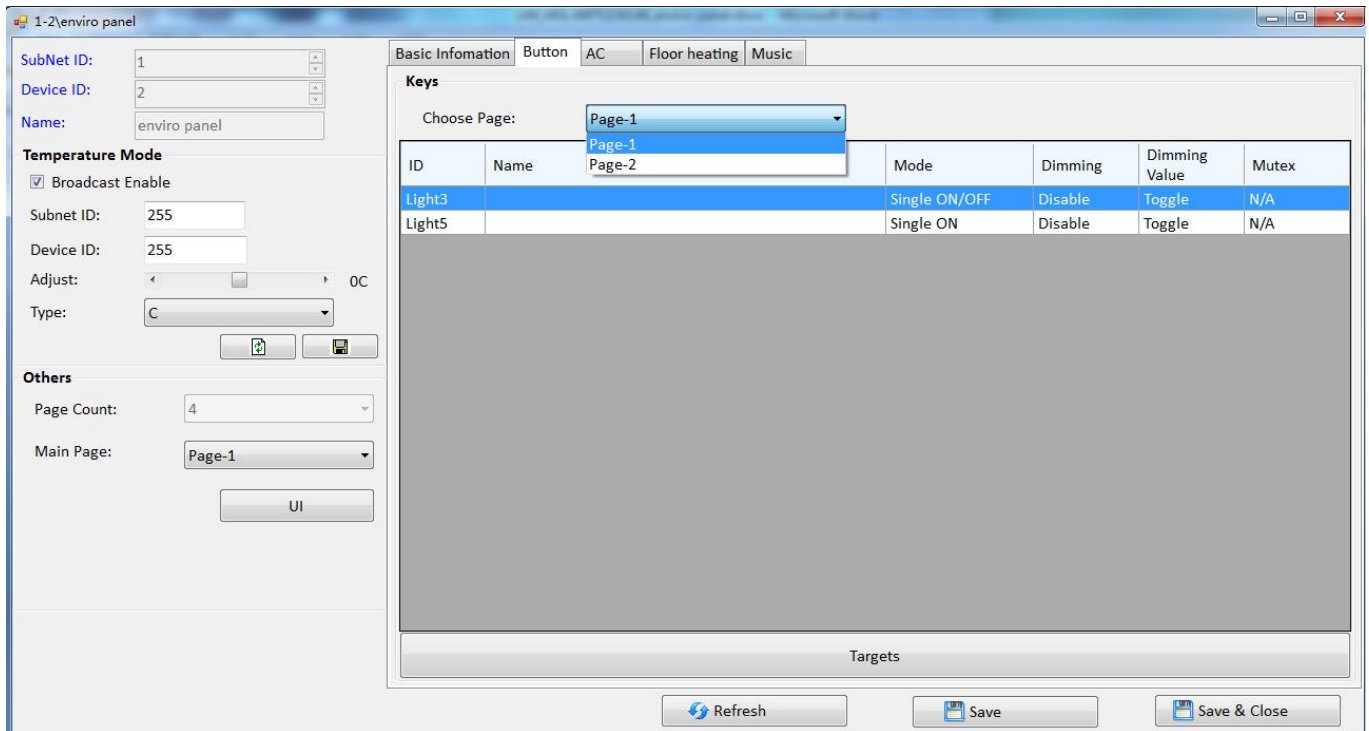 1-2\enviro panel
SubNet ID: 1
Device ID: 2
Name: enviro panel
Temperature Mode
Broadcast Enable
Subnet ID: 255
Device ID: 255
Adjust: 0C
Type: C
Others
Page Count: 4
Main Page: Page-1
UI
Basic Infomation Button AC Floor heating Music
Keys
Choose Page: Page-1
Page-1
Page-2
ID Name Mode Dimming Dimming Value Mutex
Light3 Single ON/OFF Disable Toggle N/A
Light5 Single ON Disable Toggle N/A
Targets
Refresh Save Save & Close